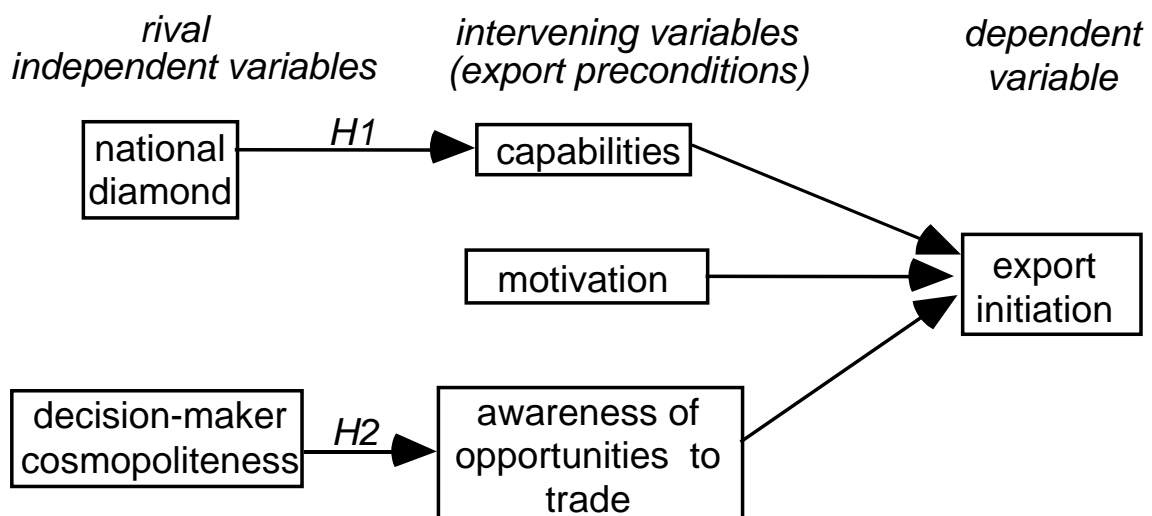 rival
independent variables
intervening variables
(export preconditions)
dependent
variable
national
diamond
H1
capabilities
motivation
export
initiation
decision-maker
cosmopoliteness
H2
awareness of
opportunities to
trade